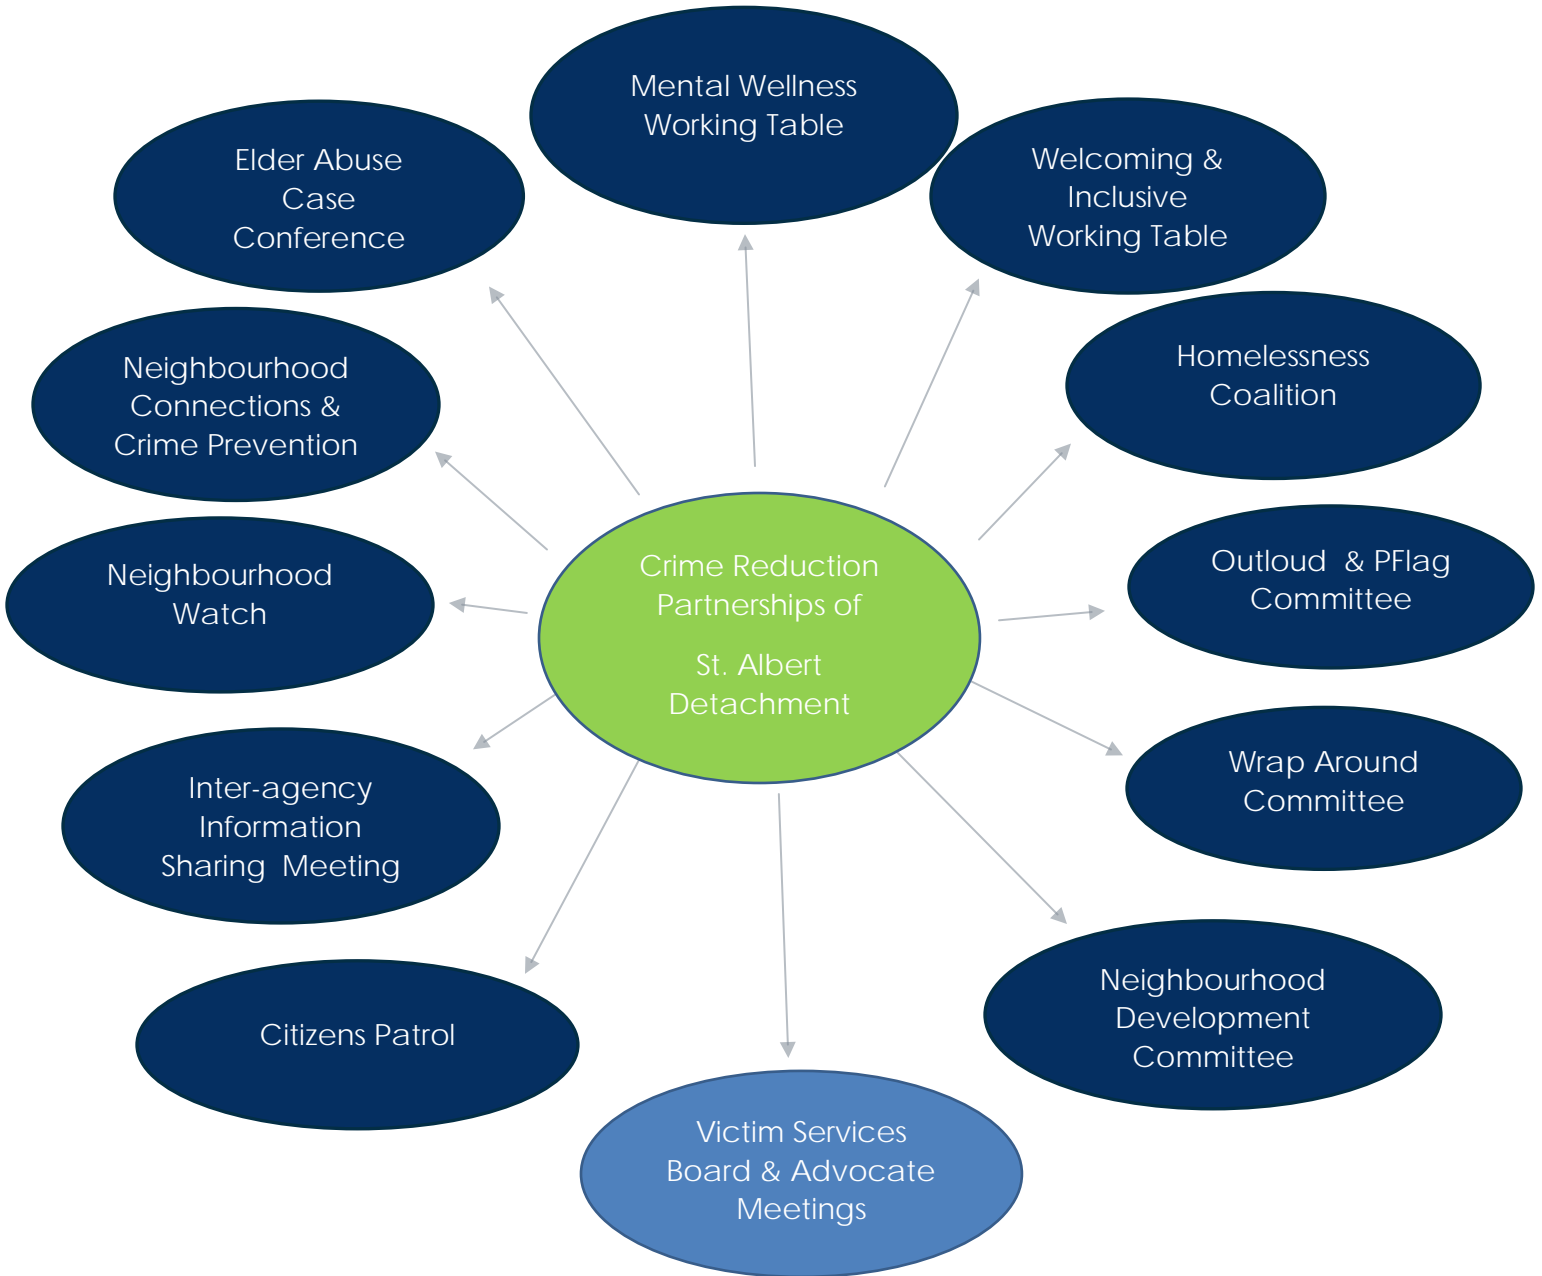 Mental Wellness
Working Table
Elder Abuse
Case
Conference
Welcoming &
Inclusive
Working Table
Neighbourhood
Connections &
Crime Prevention
Homelessness
Coalition
Neighbourhood
Watch
Crime Reduction
Partnerships of
St. Albert
Detachment
Outloud  & PFlag
Committee
Inter-agency
Information
Sharing  Meeting
Wrap Around
Committee
Citizens Patrol
Neighbourhood
Development
Committee
Victim Services
Board & Advocate
Meetings